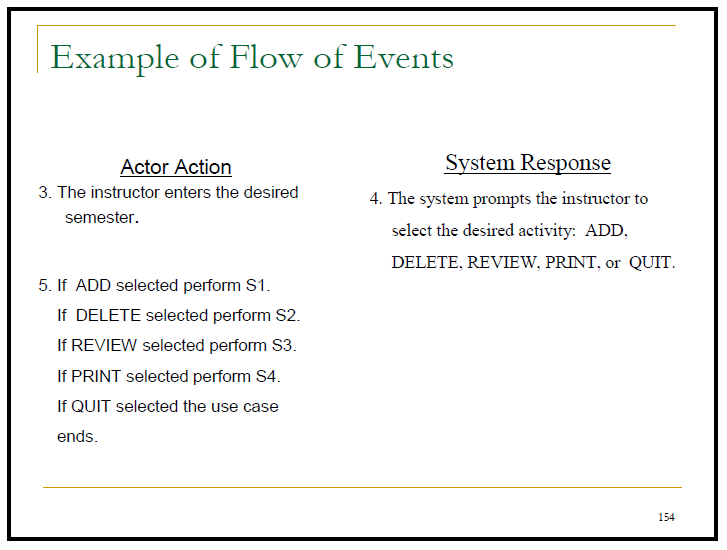 Example of Flow of Events
Actor Action
3. The instructor enters the desired
semester.
5. If ADD selected perform S1.
If DELETE selected perform S2.
If REVIEW selected perform S3.
If PRINT selected perform S4.
If QUIT selected the use case
ends.
System Response
4. The system prompts the instructor to
select the desired activity: ADD,
DELETE, REVIEW, PRINT, or QUIT.
154